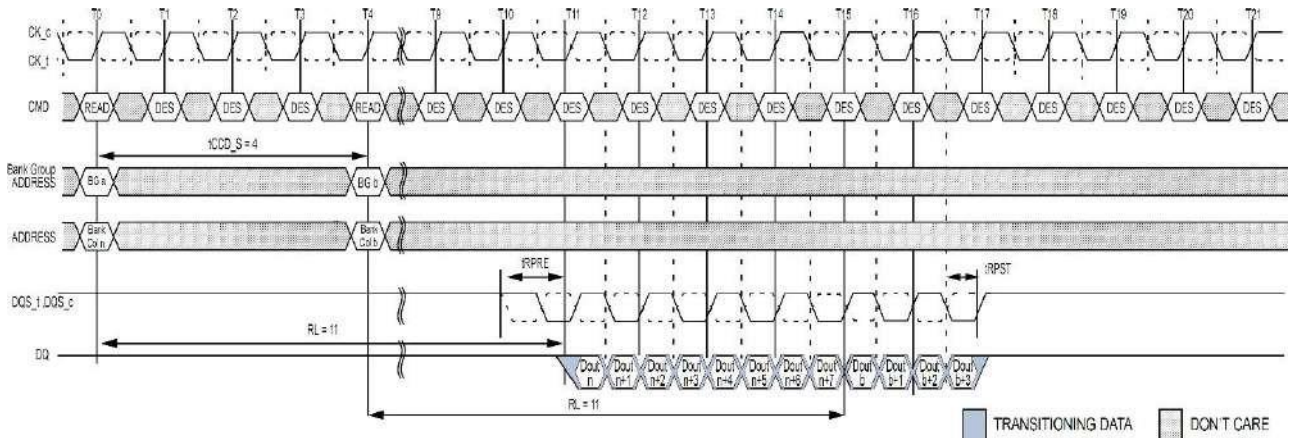 T0 T1 T2 T3 T4 T9 T10 T11 T12 T13 T14 T15 T16 T17 T18 T19 T20 T21
CK_c
CK_t
CMD READ DES DES DES READ DES DES DES DES DES DES DES DES DES DES DES DES DES
tCCD_S = 4
Bank Group
ADDRESS BG a BG b
ADDRESS Bank Col n Bank Col b
tRPRE tRPST
DQS_t,DQS_c
RL = 11
DQ Dout n Dout n+1 Dout n+2 Dout n+3 Dout n+4 Dout n+5 Dout n+6 Dout n+7 Dout b Dout b+1 Dout b+2 Dout b+3
RL = 11
TRANSITIONING DATA DON'T CARE